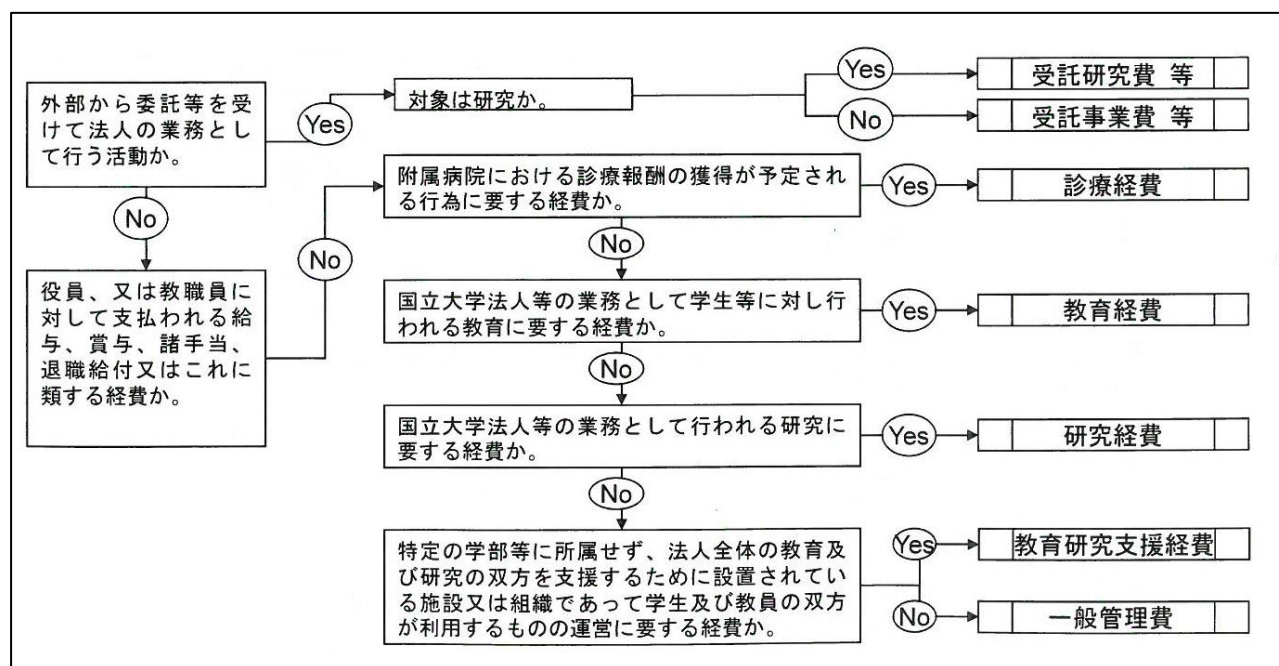 外部から委託等を受
けて法人の業務とし
て行う活動か。
Yes
対象は研究か。
Yes
受託研究費 等
No
受託事業費 等
No
役員、又は教職員に
対して支払われる給
与、賞与、諸手当、
退職給付又はこれに
類する経費か。
No
附属病院における診療報酬の獲得が予定され
る行為に要する経費か。
Yes
診療経費
No
国立大学法人等の業務として学生等に対し行
われる教育に要する経費か。
Yes
教育経費
No
国立大学法人等の業務として行われる研究に
要する経費か。
Yes
研究経費
No
特定の学部等に所属せず、法人全体の教育及
び研究の双方を支援するために設置されてい
る施設又は組織であって学生及び教員の双方
が利用するものの運営に要する経費か。
Yes
教育研究支援経費
No
一般管理費